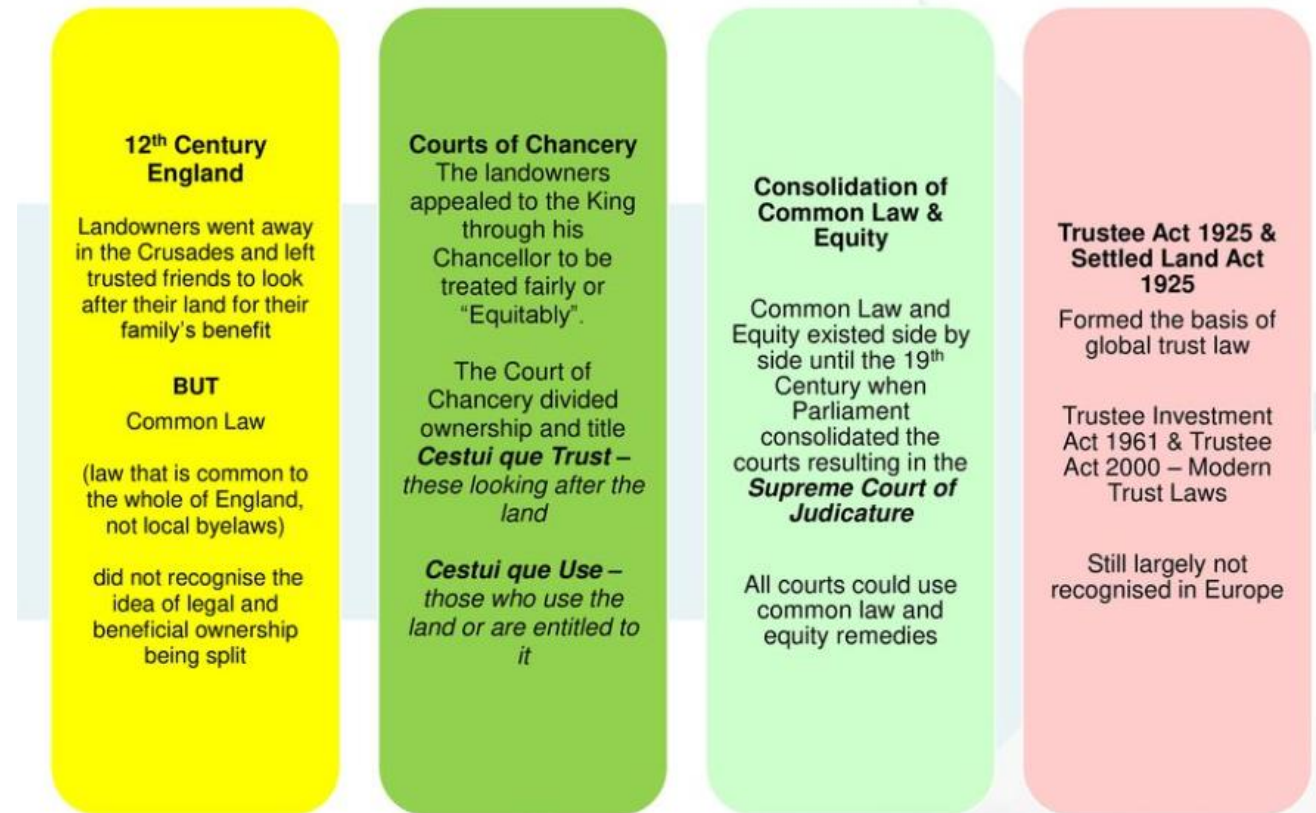 12th Century
England
Landowners went away
in the Crusades and left
trusted friends to look
after their land for their
family's benefit
BUT
Common Law
(law that is common to
the whole of England,
not local byelaws)
did not recognise the
idea of legal and
beneficial ownership
being split
Courts of Chancery
The landowners
appealed to the King
through his
Chancellor to be
treated fairly or
“Equitably”.
The Court of
Chancery divided
ownership and title
Cestui que Trust –
these looking after the
land
Cestui que Use –
those who use the
land or are entitled to
it
Consolidation of
Common Law &
Equity
Common Law and
Equity existed side by
side until the 19th
Century when
Parliament
consolidated the
courts resulting in the
Supreme Court of
Judicature
All courts could use
common law and
equity remedies
Trustee Act 1925 &
Settled Land Act
1925
Formed the basis of
global trust law
Trustee Investment
Act 1961 & Trustee
Act 2000 – Modern
Trust Laws
Still largely not
recognised in Europe